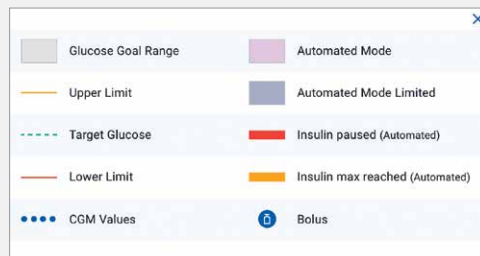 Glucose Goal Range
Automated Mode
Upper Limit
Automated Mode Limited
Target Glucose
Insulin paused (Automated)
Lower Limit
Insulin max reached (Automated)
CGM Values
Bolus